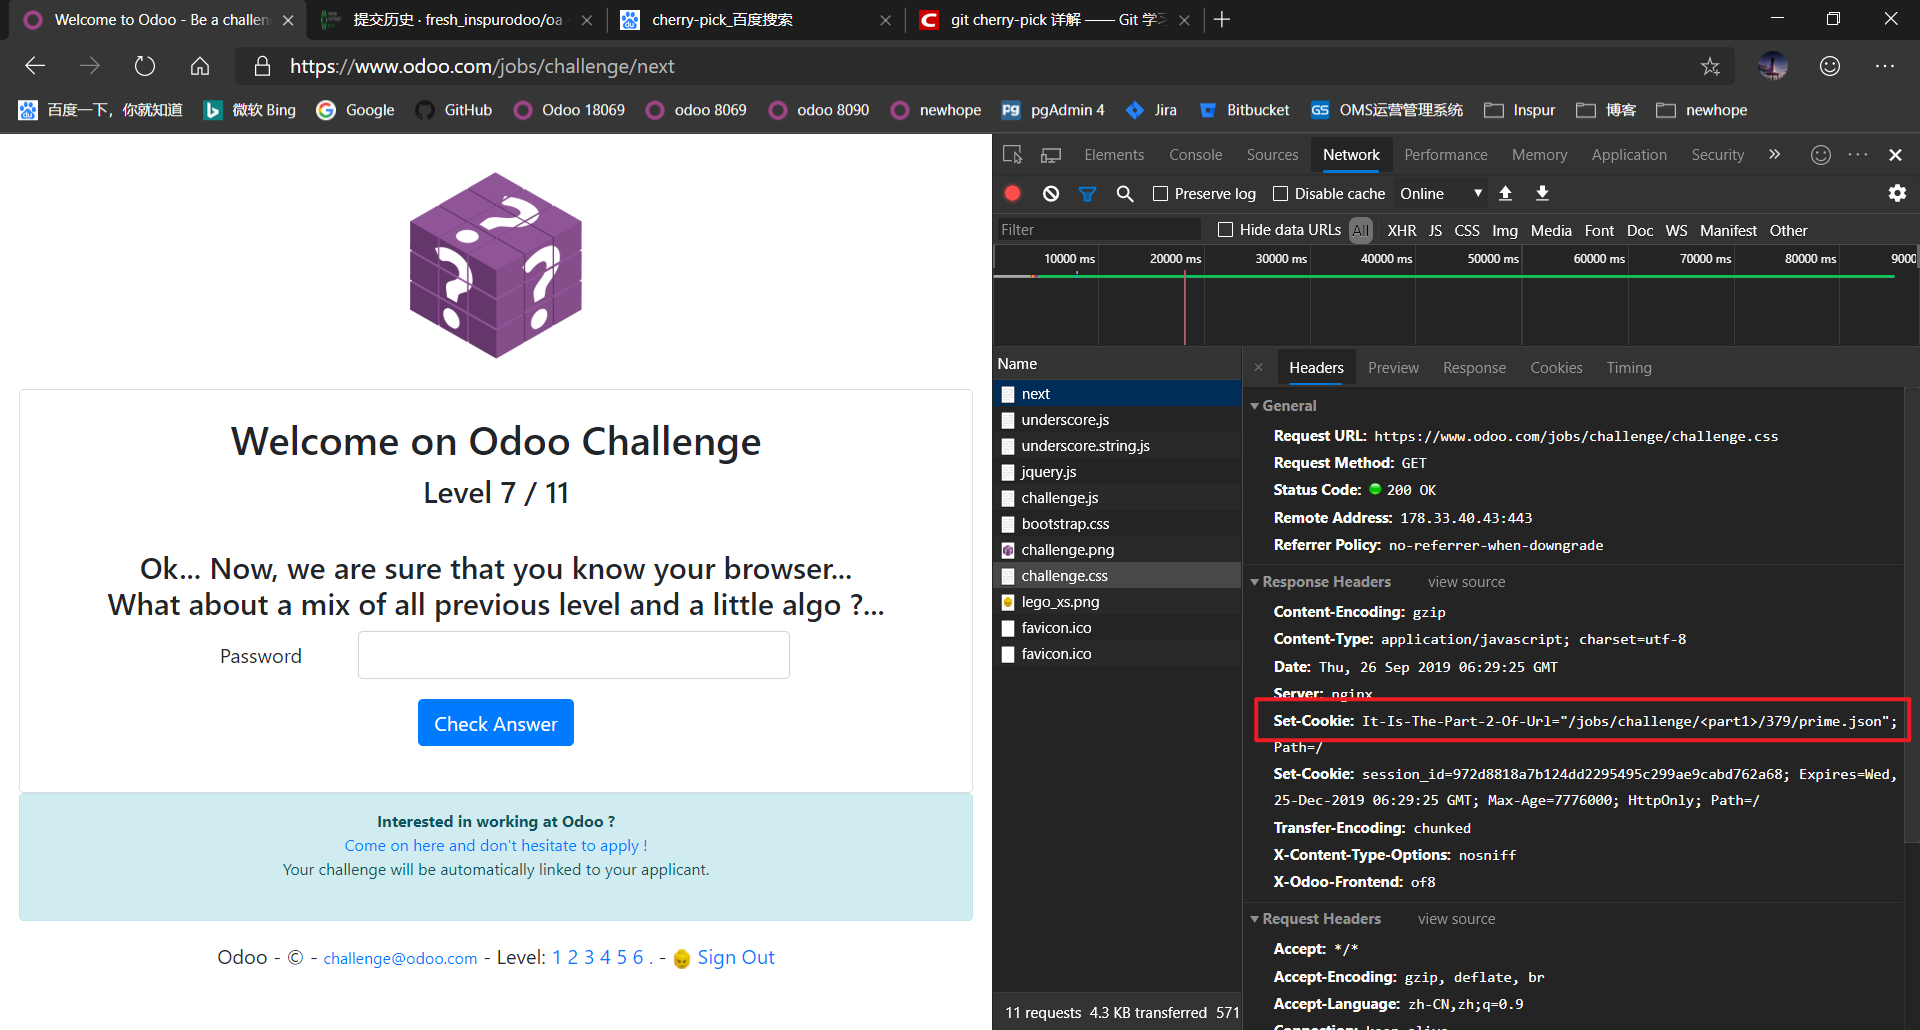 Welcome to Odoo - Be a challen
提交历史 · fresh_inspurodoo/oa -
cherry-pick_百度搜索
git cherry-pick 详解 —— Git 学
https://www.odoo.com/jobs/challenge/next
百度一下，你就知道 微软 Bing Google GitHub Odoo 18069 odoo 8069 odoo 8090 newhope pgAdmin 4 Jira Bitbucket OMS运营管理系统 Inspur 博客 newhope
Welcome on Odoo Challenge
Level 7 / 11
Ok... Now, we are sure that you know your browser...
What about a mix of all previous level and a little algo ?...
Password
Check Answer
Interested in working at Odoo ?
Come on here and don't hesitate to apply !
Your challenge will be automatically linked to your applicant.
Odoo - © - challenge@odoo.com - Level: 1 2 3 4 5 6 . - Sign Out
Elements Console Sources Network Performance Memory Application Security
Preserve log Disable cache Online
Filter Hide data URLs All XHR JS CSS Img Media Font Doc WS Manifest Other
10000 ms 20000 ms 30000 ms 40000 ms 50000 ms 60000 ms 70000 ms 80000 ms 9000
Name
next
underscore.js
underscore.string.js
jquery.js
challenge.js
bootstrap.css
challenge.png
challenge.css
lego_xs.png
favicon.ico
favicon.ico
11 requests 4.3 KB transferred 571
Headers Preview Response Cookies Timing
General
Request URL: https://www.odoo.com/jobs/challenge/challenge.css
Request Method: GET
Status Code: 200 OK
Remote Address: 178.33.40.43:443
Referrer Policy: no-referrer-when-downgrade
Response Headers view source
Content-Encoding: gzip
Content-Type: application/javascript; charset=utf-8
Date: Thu, 26 Sep 2019 06:29:25 GMT
Server: nginx
Set-Cookie: It-Is-The-Part-2-Of-Url="/jobs/challenge/<part1>/379/prime.json";
Path=/
Set-Cookie: session_id=972d8818a7b124dd2295495c299ae9cabd762a68; Expires=Wed,
25-Dec-2019 06:29:25 GMT; Max-Age=7776000; HttpOnly; Path=/
Transfer-Encoding: chunked
X-Content-Type-Options: nosniff
X-Odoo-Frontend: of8
Request Headers view source
Accept: */*
Accept-Encoding: gzip, deflate, br
Accept-Language: zh-CN,zh;q=0.9
Connection: keep-alive